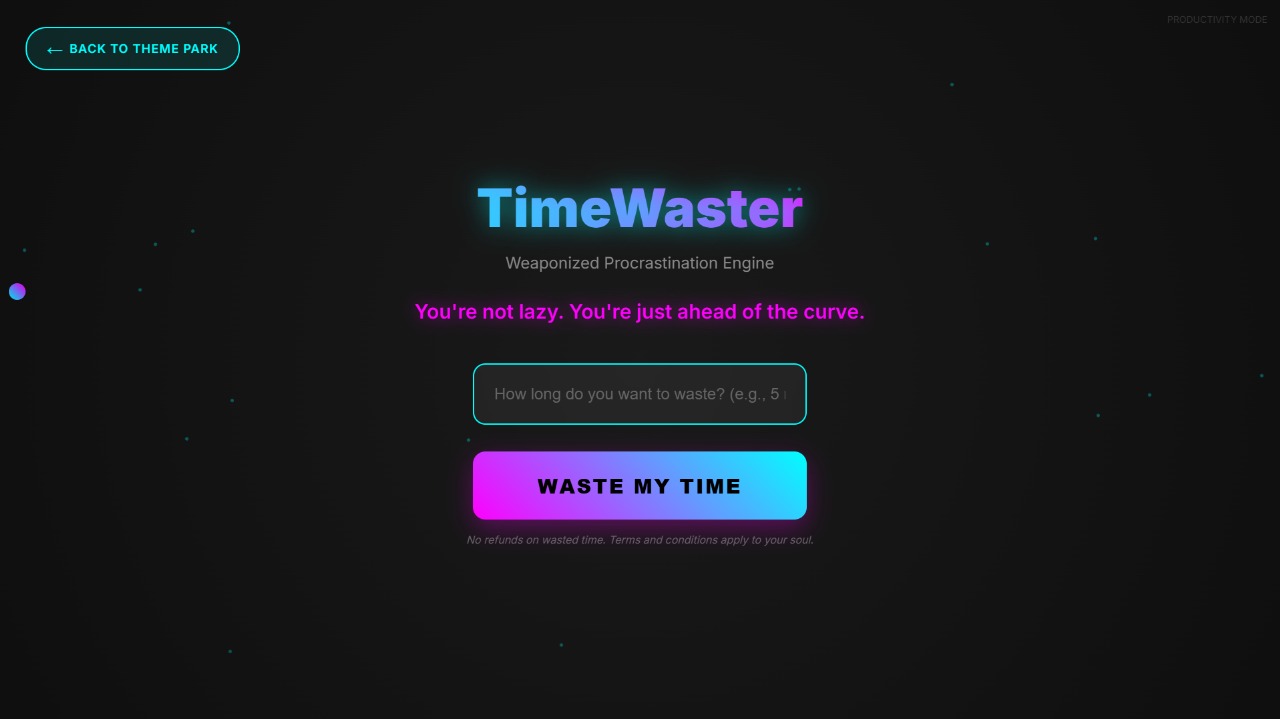 ← BACK TO THEME PARK
PRODUCTIVITY MODE
TimeWaster
Weaponized Procrastination Engine
You're not lazy. You're just ahead of the curve.
How long do you want to waste? (e.g., 5
WASTE MY TIME
No refunds on wasted time. Terms and conditions apply to your soul.